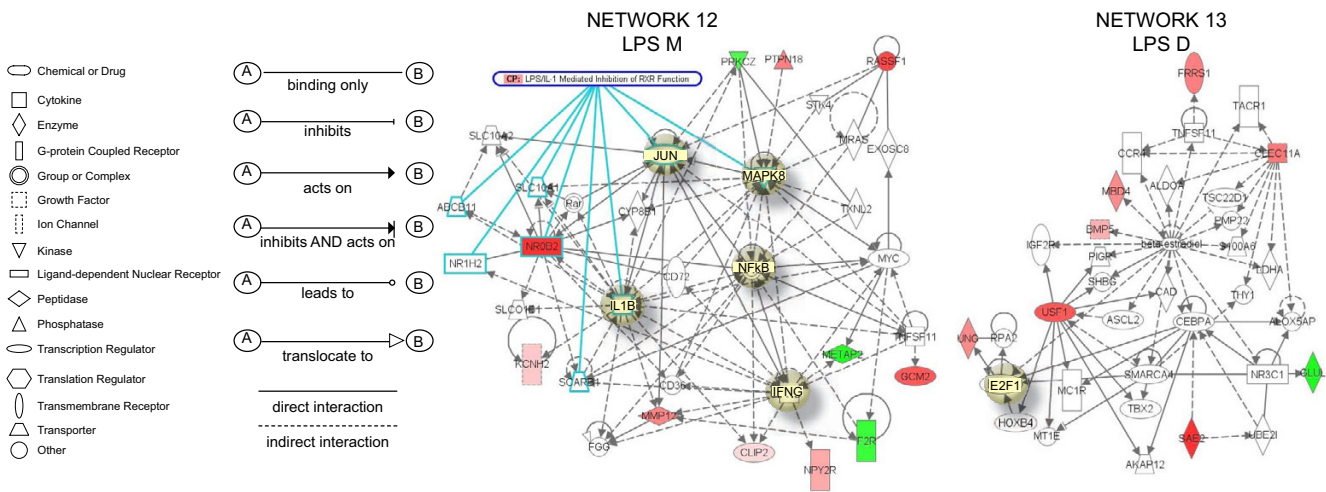 NETWORK 12
LPS M
NETWORK 13
LPS D
Chemical or Drug
Cytokine
Enzyme
G-protein Coupled Receptor
Group or Complex
Growth Factor
Ion Channel
Kinase
Ligand-dependent Nuclear Receptor
Peptidase
Phosphatase
Transcription Regulator
Translation Regulator
Transmembrane Receptor
Transporter
Other
A B
binding only
A B
inhibits
A B
acts on
A B
inhibits AND acts on
A B
leads to
A B
translocate to
direct interaction
indirect interaction
CP: LPS/IL-1 Mediated Inhibition of RXR Function
PRKCZ
PTPN18
RASSF1
STK4
SLC10A2
JUN
MRAS
EXOSC8
MAPK8
SLC10A1
ABCB11
Rar
CYP8B1
TXNL2
NR0B2
NR1H2
CD72
NFkB
MYC
SLCO1B1
IL1B
TNFSF11
KCNH2
METAP2
SCARB1
CD36
GCM2
IFNG
MMP12
FGG
CLIP2
F2R
NPY2R
FRRS1
TACR1
TNFSF11
CCR4
CLEC11A
MBD4
ALDOA
TSC22D1
BMP5
PMP22
IGF2R
beta-estradiol
S100A6
PIGR
LDHA
SHBG
CAD
THY1
USF1
ASCL2
CEBPA
ALOX5AP
UNG
RPA2
E2F1
SMARCA4
NR3C1
GLUL
MC1R
TBX2
HOXB4
MT1E
SAE2
UBE2I
AKAP12